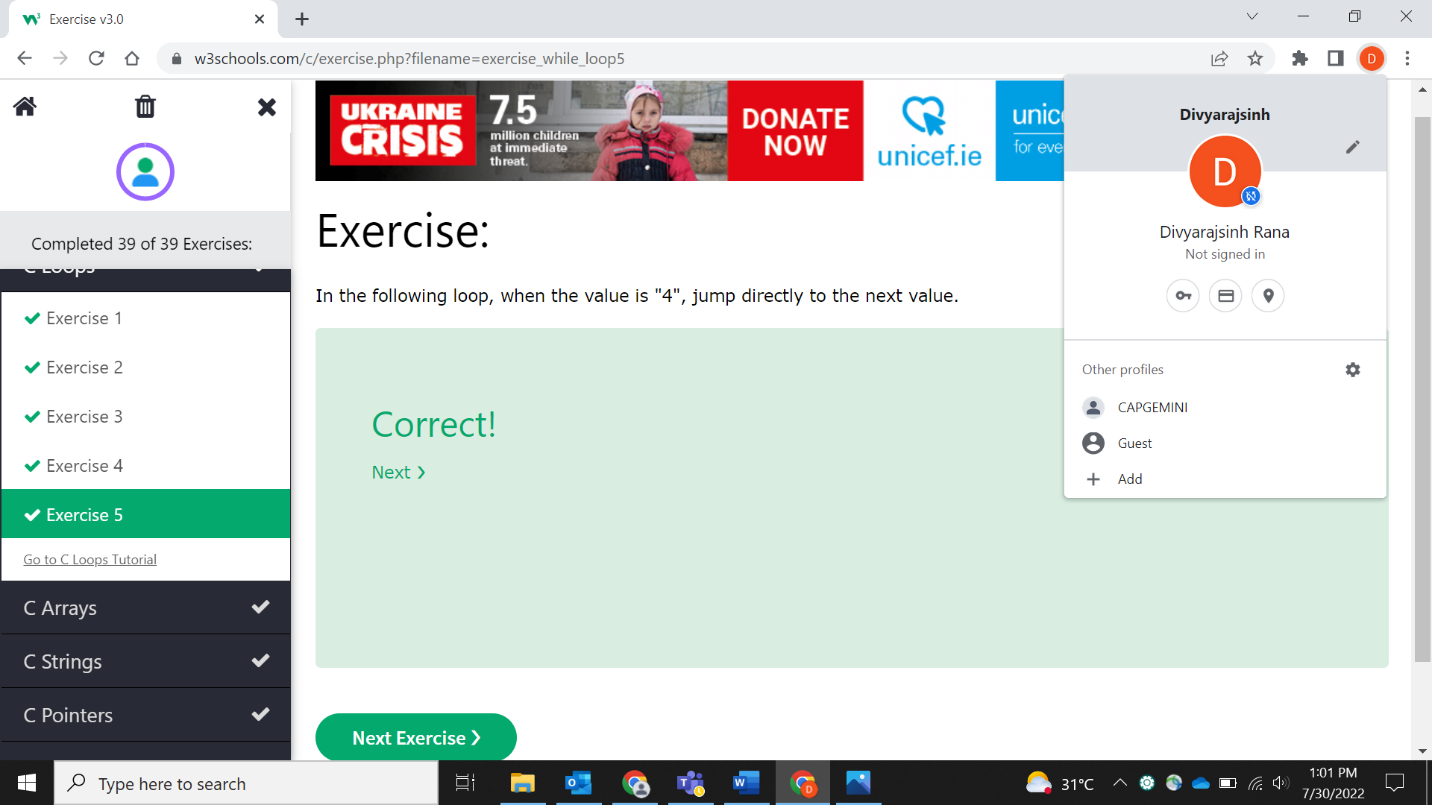 Exercise v3.0
w3schools.com/c/exercise.php?filename=exercise_while_loop5
D
UKRAINE
CRISIS
7.5
million children
at immediate
threat.
DONATE
NOW
unicef.ie
unic
for eve
Divyarajsinh
D
Divyarajsinh Rana
Not signed in
Other profiles
CAPGEMINI
Guest
Add
Completed 39 of 39 Exercises:
C Loops
Exercise 1
Exercise 2
Exercise 3
Exercise 4
Exercise 5
Go to C Loops Tutorial
C Arrays
C Strings
C Pointers
Exercise:
In the following loop, when the value is "4", jump directly to the next value.
Correct!
Next ❯
Next Exercise ❯
Type here to search
31°C
1:01 PM
7/30/2022